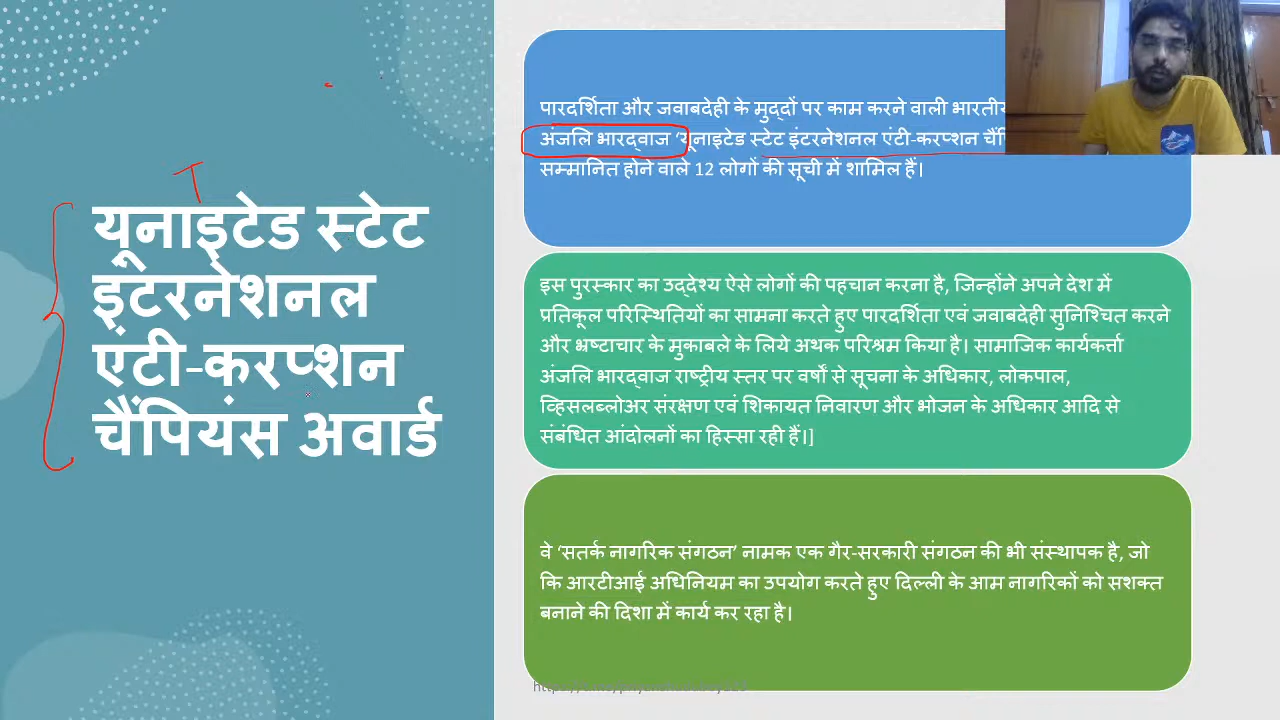 यूनाइटेड स्टेट
इंटरनेशनल
एंटी-करप्शन
चैंपियंस अवार्ड
पारदर्शिता और जवाबदेही के मुद्दों पर काम करने वाली
अंजलि भारद्वाज ‘यूनाइटेड स्टेट इंटरनेशनल एंटी-करप्शन
सम्मानित होने वाले 12 लोगों की सूची में शामिल हैं।
इस पुरस्कार का उद्देश्य ऐसे लोगों की पहचान करना है, जिन्होंने अपने देश में
प्रतिकूल परिस्थितियों का सामना करते हुए पारदर्शिता एवं जवाबदेही सुनिश्चित करने
और भ्रष्टाचार के मुकाबले के लिये अथक परिश्रम किया है। सामाजिक कार्यकर्त्ता
अंजलि भारद्वाज राष्ट्रीय स्तर पर वर्षों से सूचना के अधिकार, लोकपाल,
व्हिसलब्लोअर संरक्षण एवं शिकायत निवारण और भोजन के अधिकार आदि से
संबंधित आंदोलनों का हिस्सा रही हैं।]
वे ‘सतर्क नागरिक संगठन’ नामक एक गैर-सरकारी संगठन की भी संस्थापक है, जो
कि आरटीआई अधिनियम का उपयोग करते हुए दिल्ली के आम नागरिकों को सशक्त
बनाने की दिशा में कार्य कर रहा है।